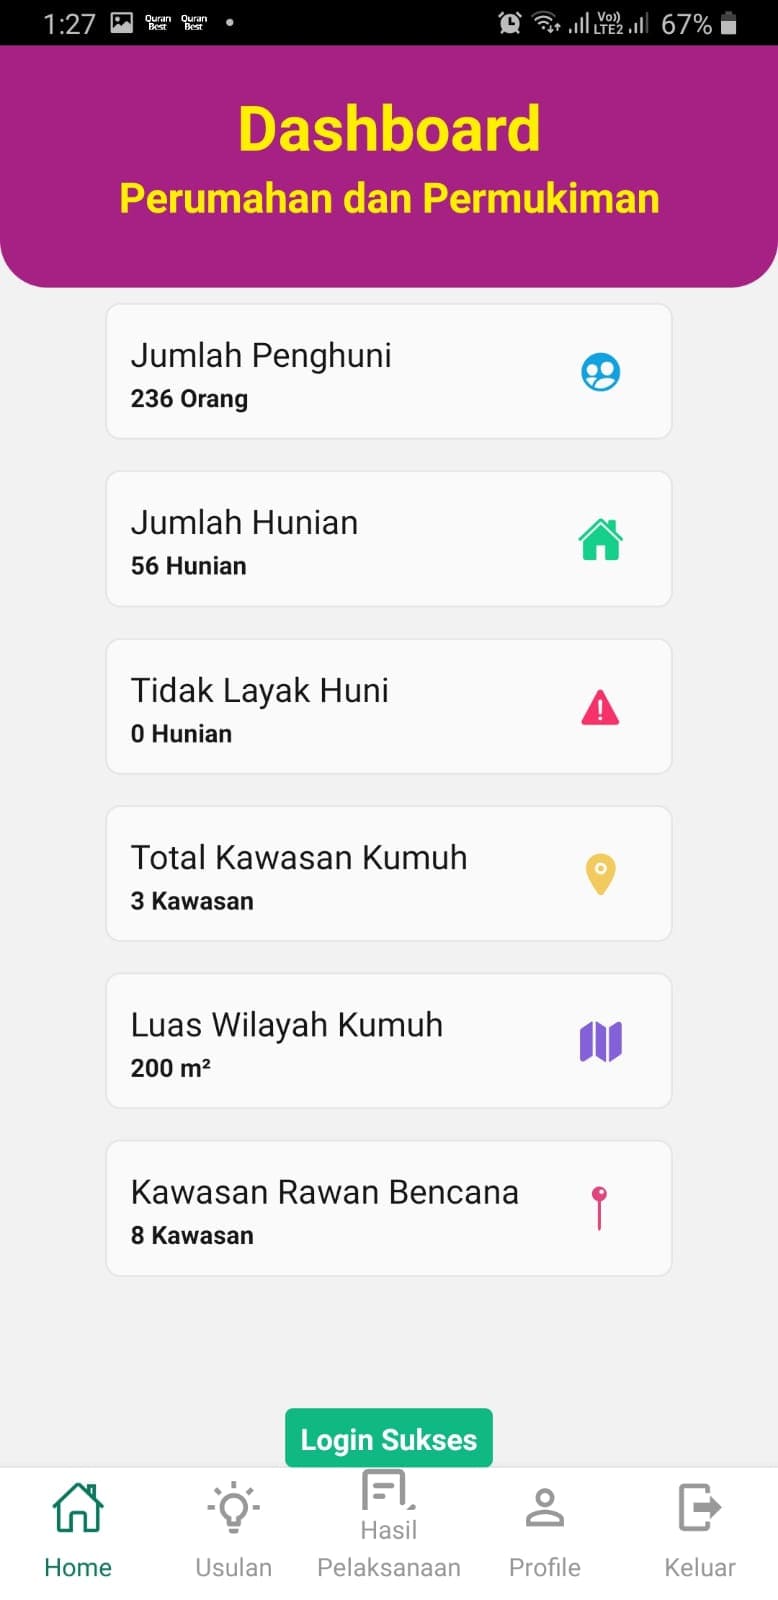 1:27 Quran Best Quran Best Vo)) LTE2 67%
Dashboard
Perumahan dan Permukiman
Jumlah Penghuni
236 Orang
Jumlah Hunian
56 Hunian
Tidak Layak Huni
0 Hunian
Total Kawasan Kumuh
3 Kawasan
Luas Wilayah Kumuh
200 m²
Kawasan Rawan Bencana
8 Kawasan
Login Sukses
Home
Usulan
Hasil
Pelaksanaan
Profile
Keluar